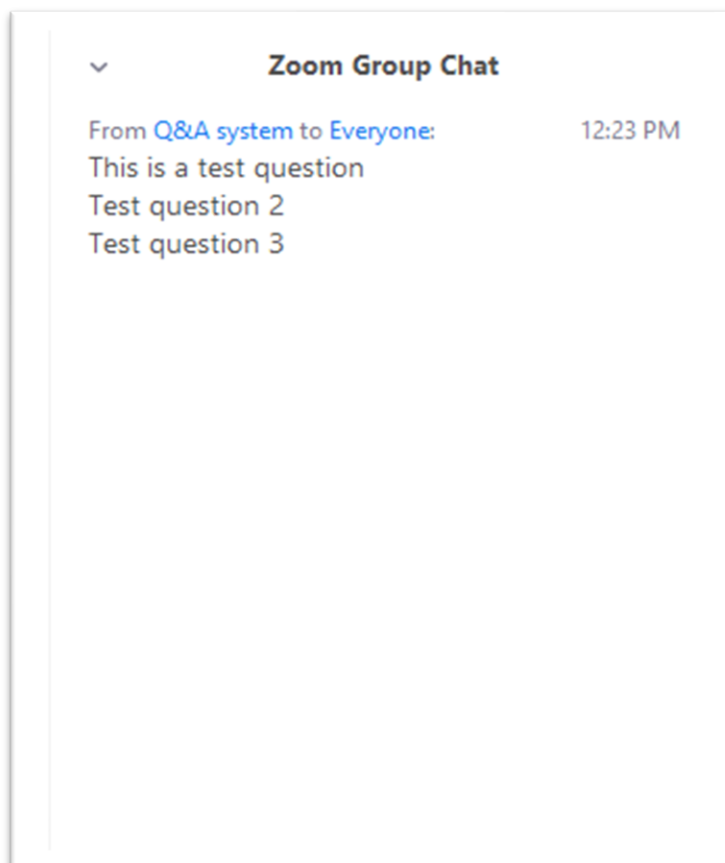 Zoom Group Chat
From Q&A system to Everyone: 12:23 PM
This is a test question
Test question 2
Test question 3